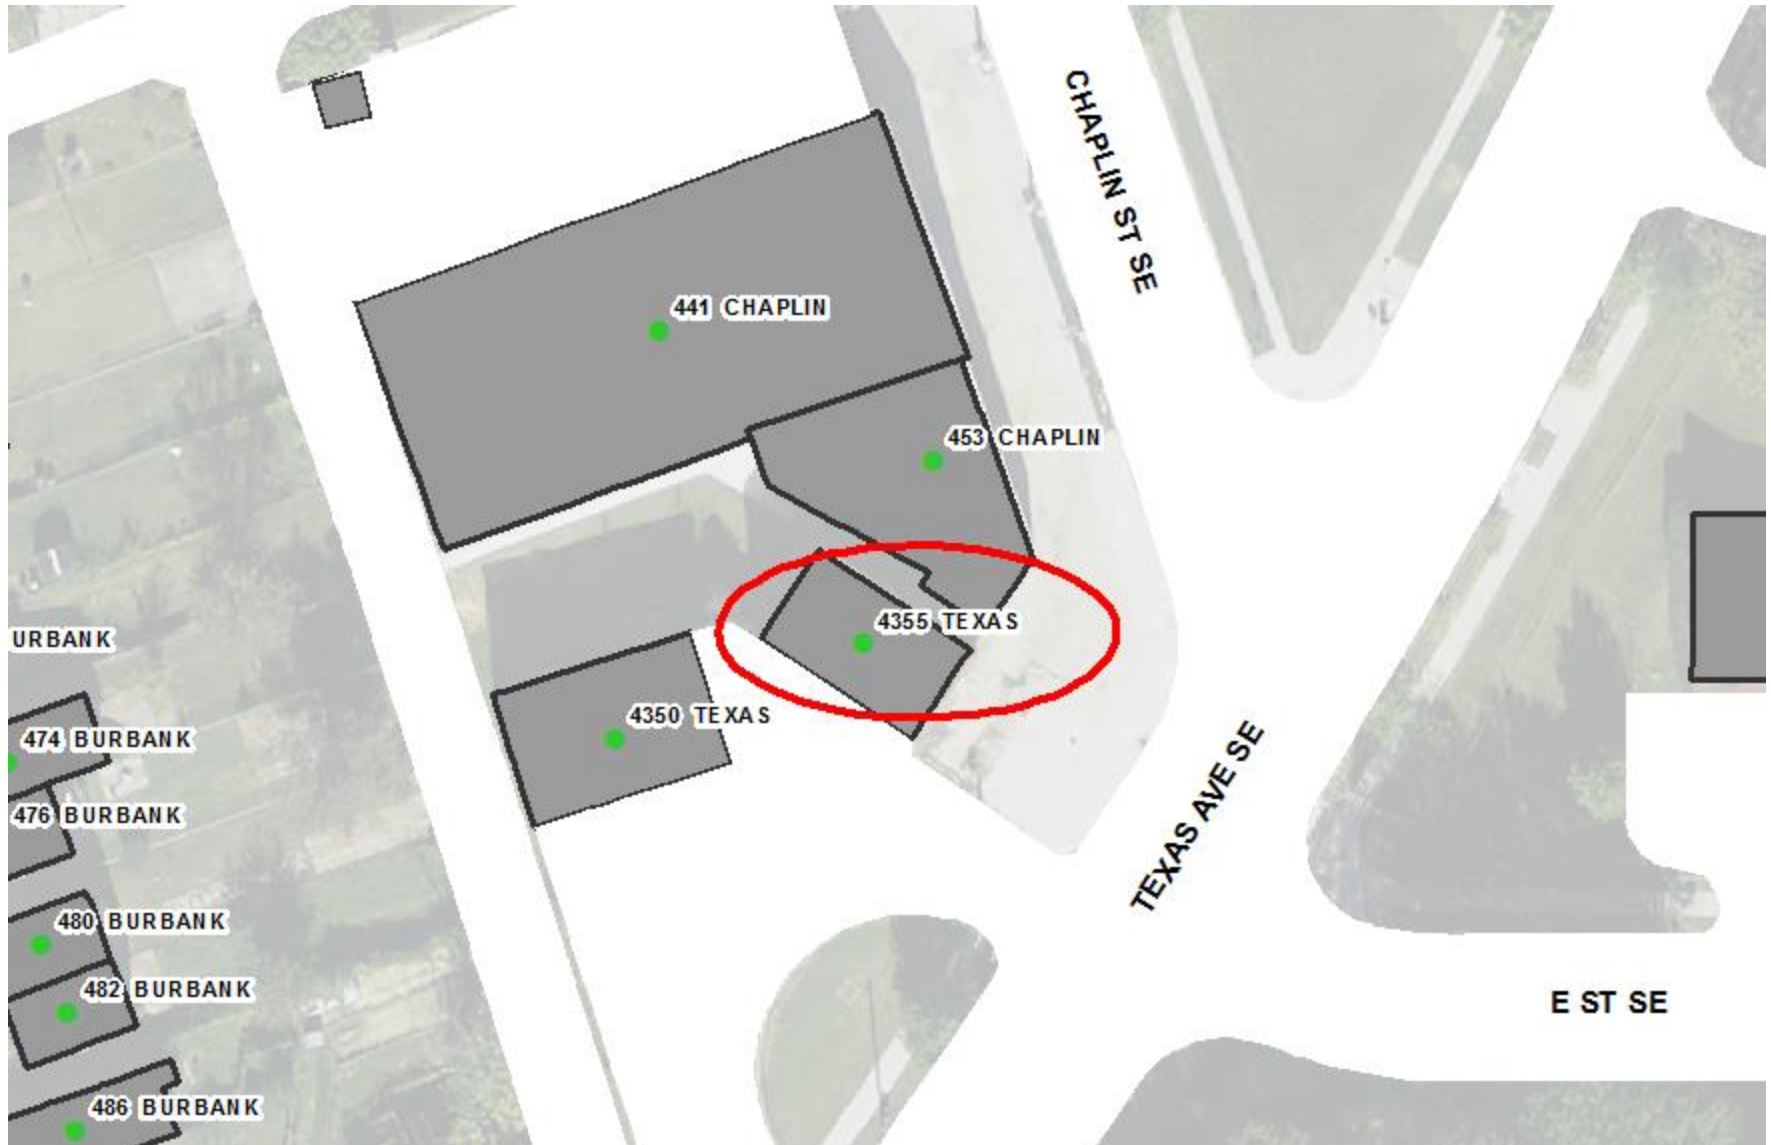 CHAPLIN ST SE
441 CHAPLIN
453 CHAPLIN
4355 TEXAS
URBANK
4350 TEXAS
474 BURBANK
TEXAS AVE SE
476 BURBANK
480 BURBANK
482 BURBANK
E ST SE
486 BURBANK